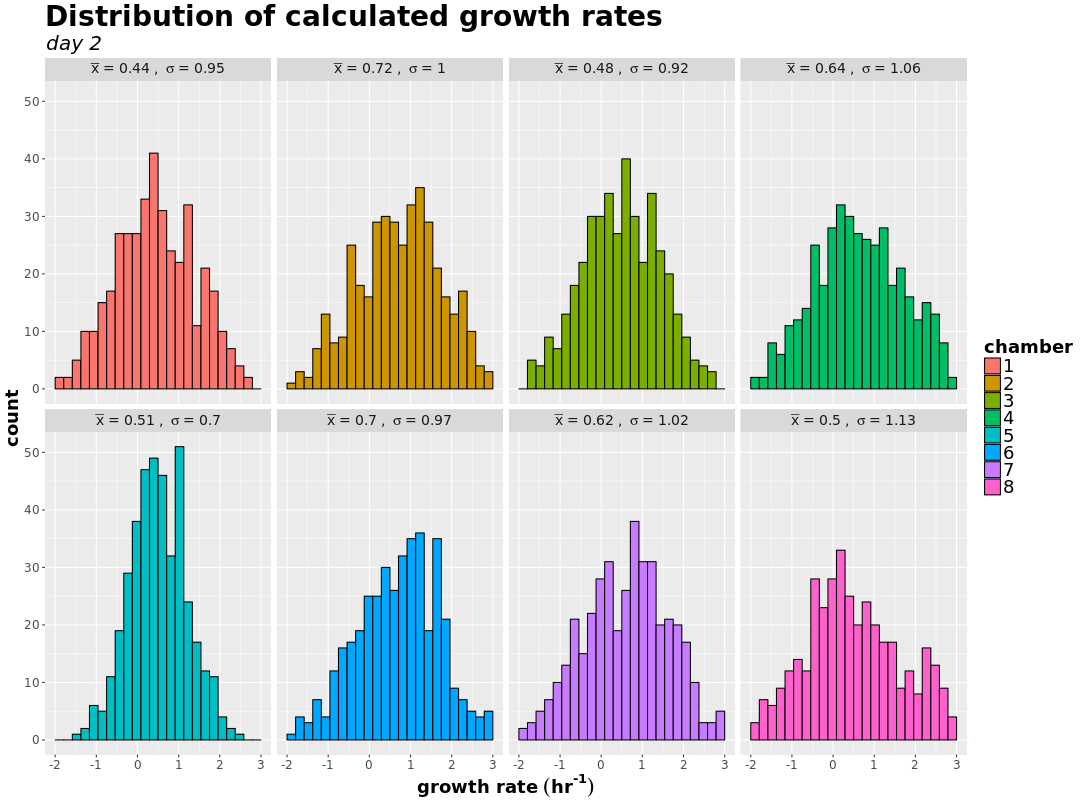 Distribution of calculated growth rates
day 2
x̅ = 0.44 , σ = 0.95
x̅ = 0.72 , σ = 1
x̅ = 0.48 , σ = 0.92
x̅ = 0.64 , σ = 1.06
50
40
30
20
10
0
x̅ = 0.51 , σ = 0.7
x̅ = 0.7 , σ = 0.97
x̅ = 0.62 , σ = 1.02
x̅ = 0.5 , σ = 1.13
50
40
30
20
10
0
-2 -1 0 1 2 3
-2 -1 0 1 2 3
-2 -1 0 1 2 3
-2 -1 0 1 2 3
count
growth rate (hr⁻¹)
chamber
1
2
3
4
5
6
7
8